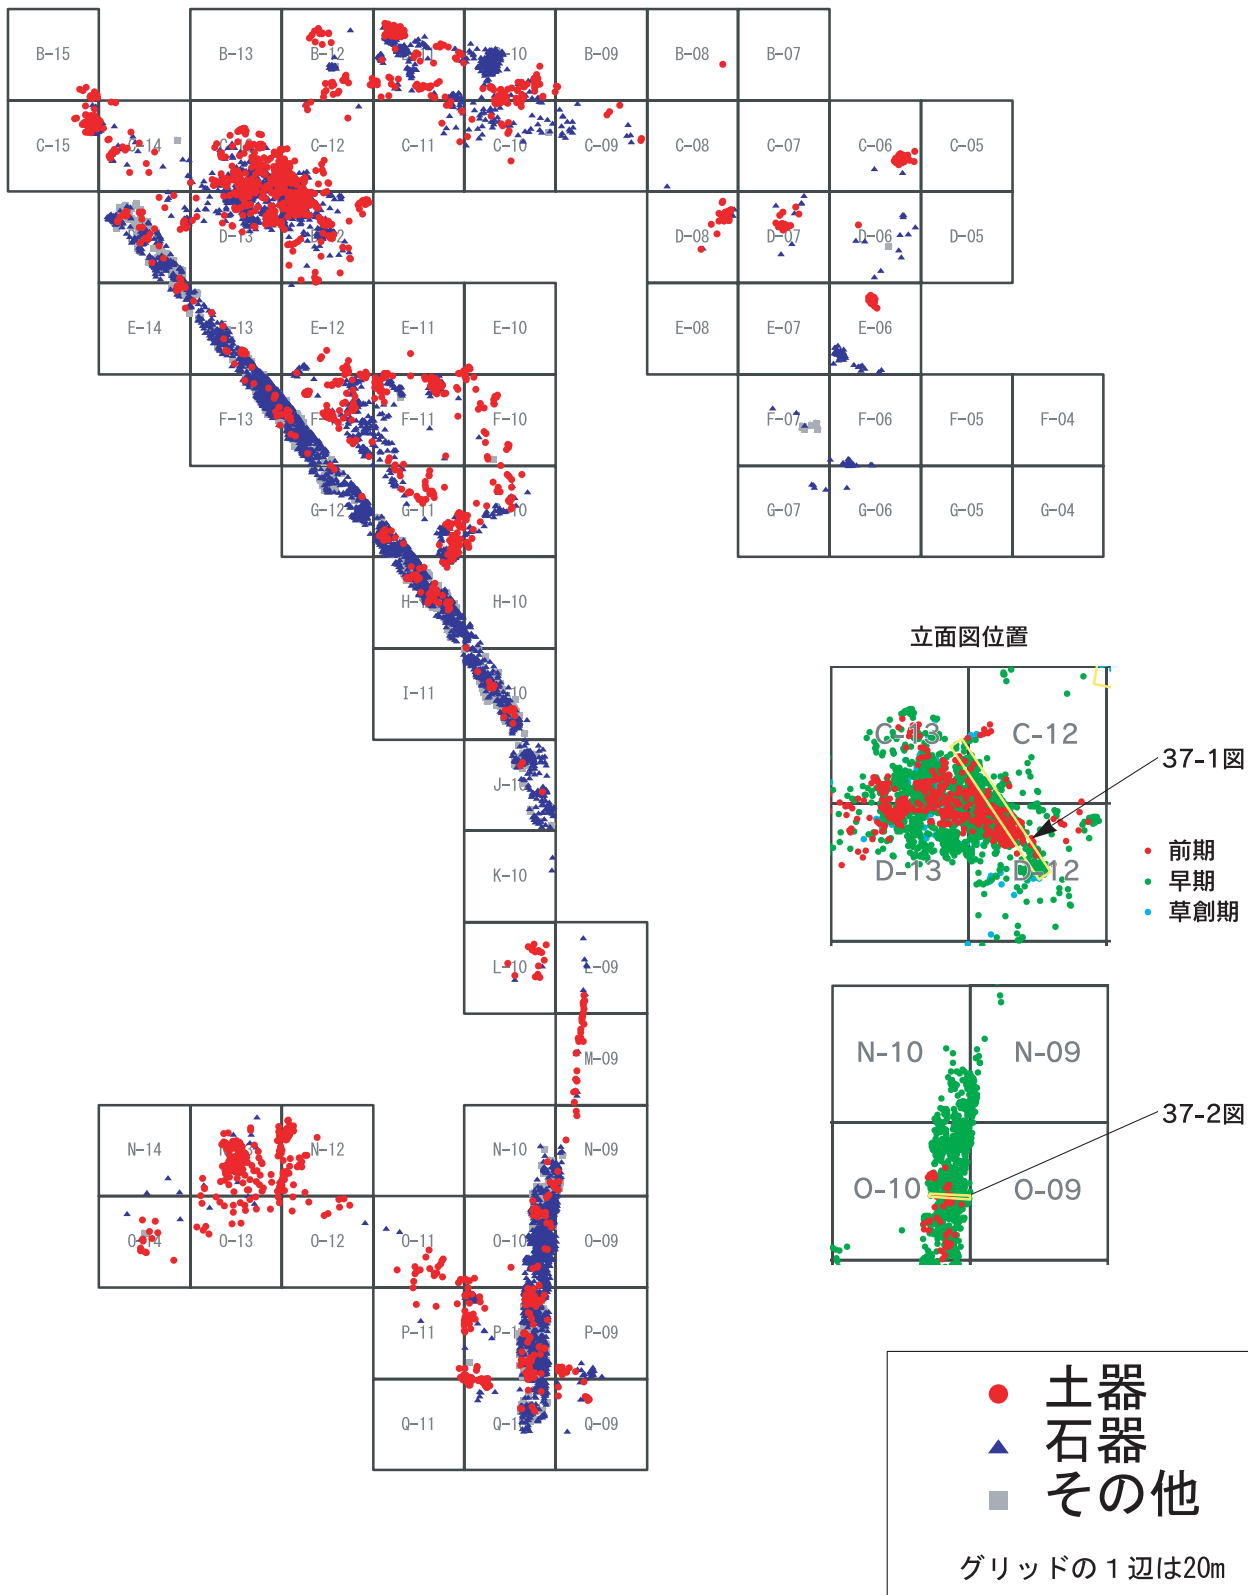 B-15 B-13 B-12 B-09 B-08 B-07
C-15 C-12 C-11 C-10 C-09 C-08 C-07 C-06 C-05
D-13 D-08 D-07 D-06 D-05
E-14 E-12 E-11 E-10 E-08 E-07 E-06
F-13 F-11 F-10 F-07 F-06 F-05 F-04
G-12 G-11 G-07 G-06 G-05 G-04
H-10
I-11
K-10
L-10 L-09
M-09
N-14 N-12 N-10 N-09
O-14 O-13 O-12 O-11 O-10 O-09
P-11 P-09
Q-11 Q-09
立面図位置
C-13 C-12
D-13 D-12
37-1図
前期
早期
草創期
N-10 N-09
O-10 O-09
37-2図
土器
石器
その他
グリッドの1辺は20m